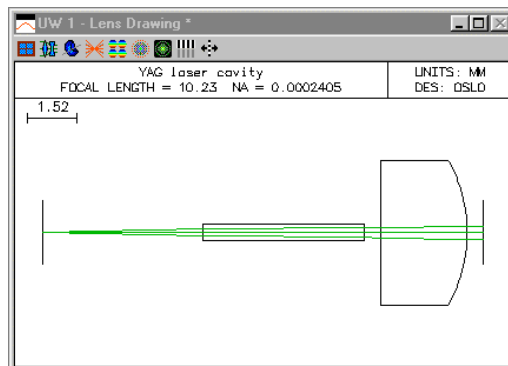 UW 1 - Lens Drawing *
YAG laser cavity
FOCAL LENGTH = 10.23 NA = 0.0002405
UNITS: MM
DES: OSLO
1.52